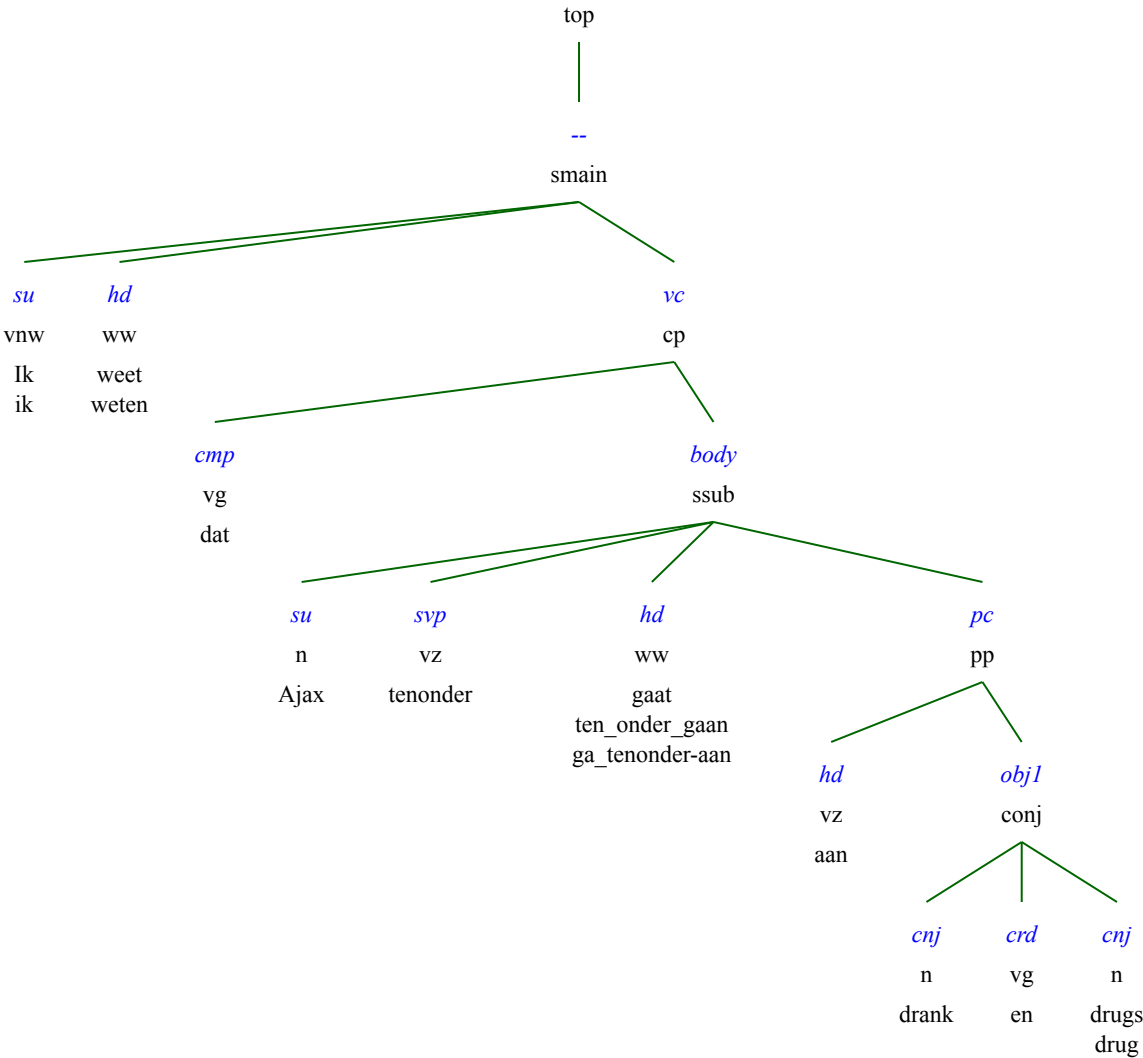 top
--
smain
su hd vc
vnw ww cp
Ik weet
ik weten
cmp body
vg ssub
dat
su svp hd pc
n vz ww pp
Ajax tenonder gaat
ten_onder_gaan
ga_tenonder-aan
hd obj1
vz conj
aan
cnj crd cnj
n vg n
drank en drugs
drug